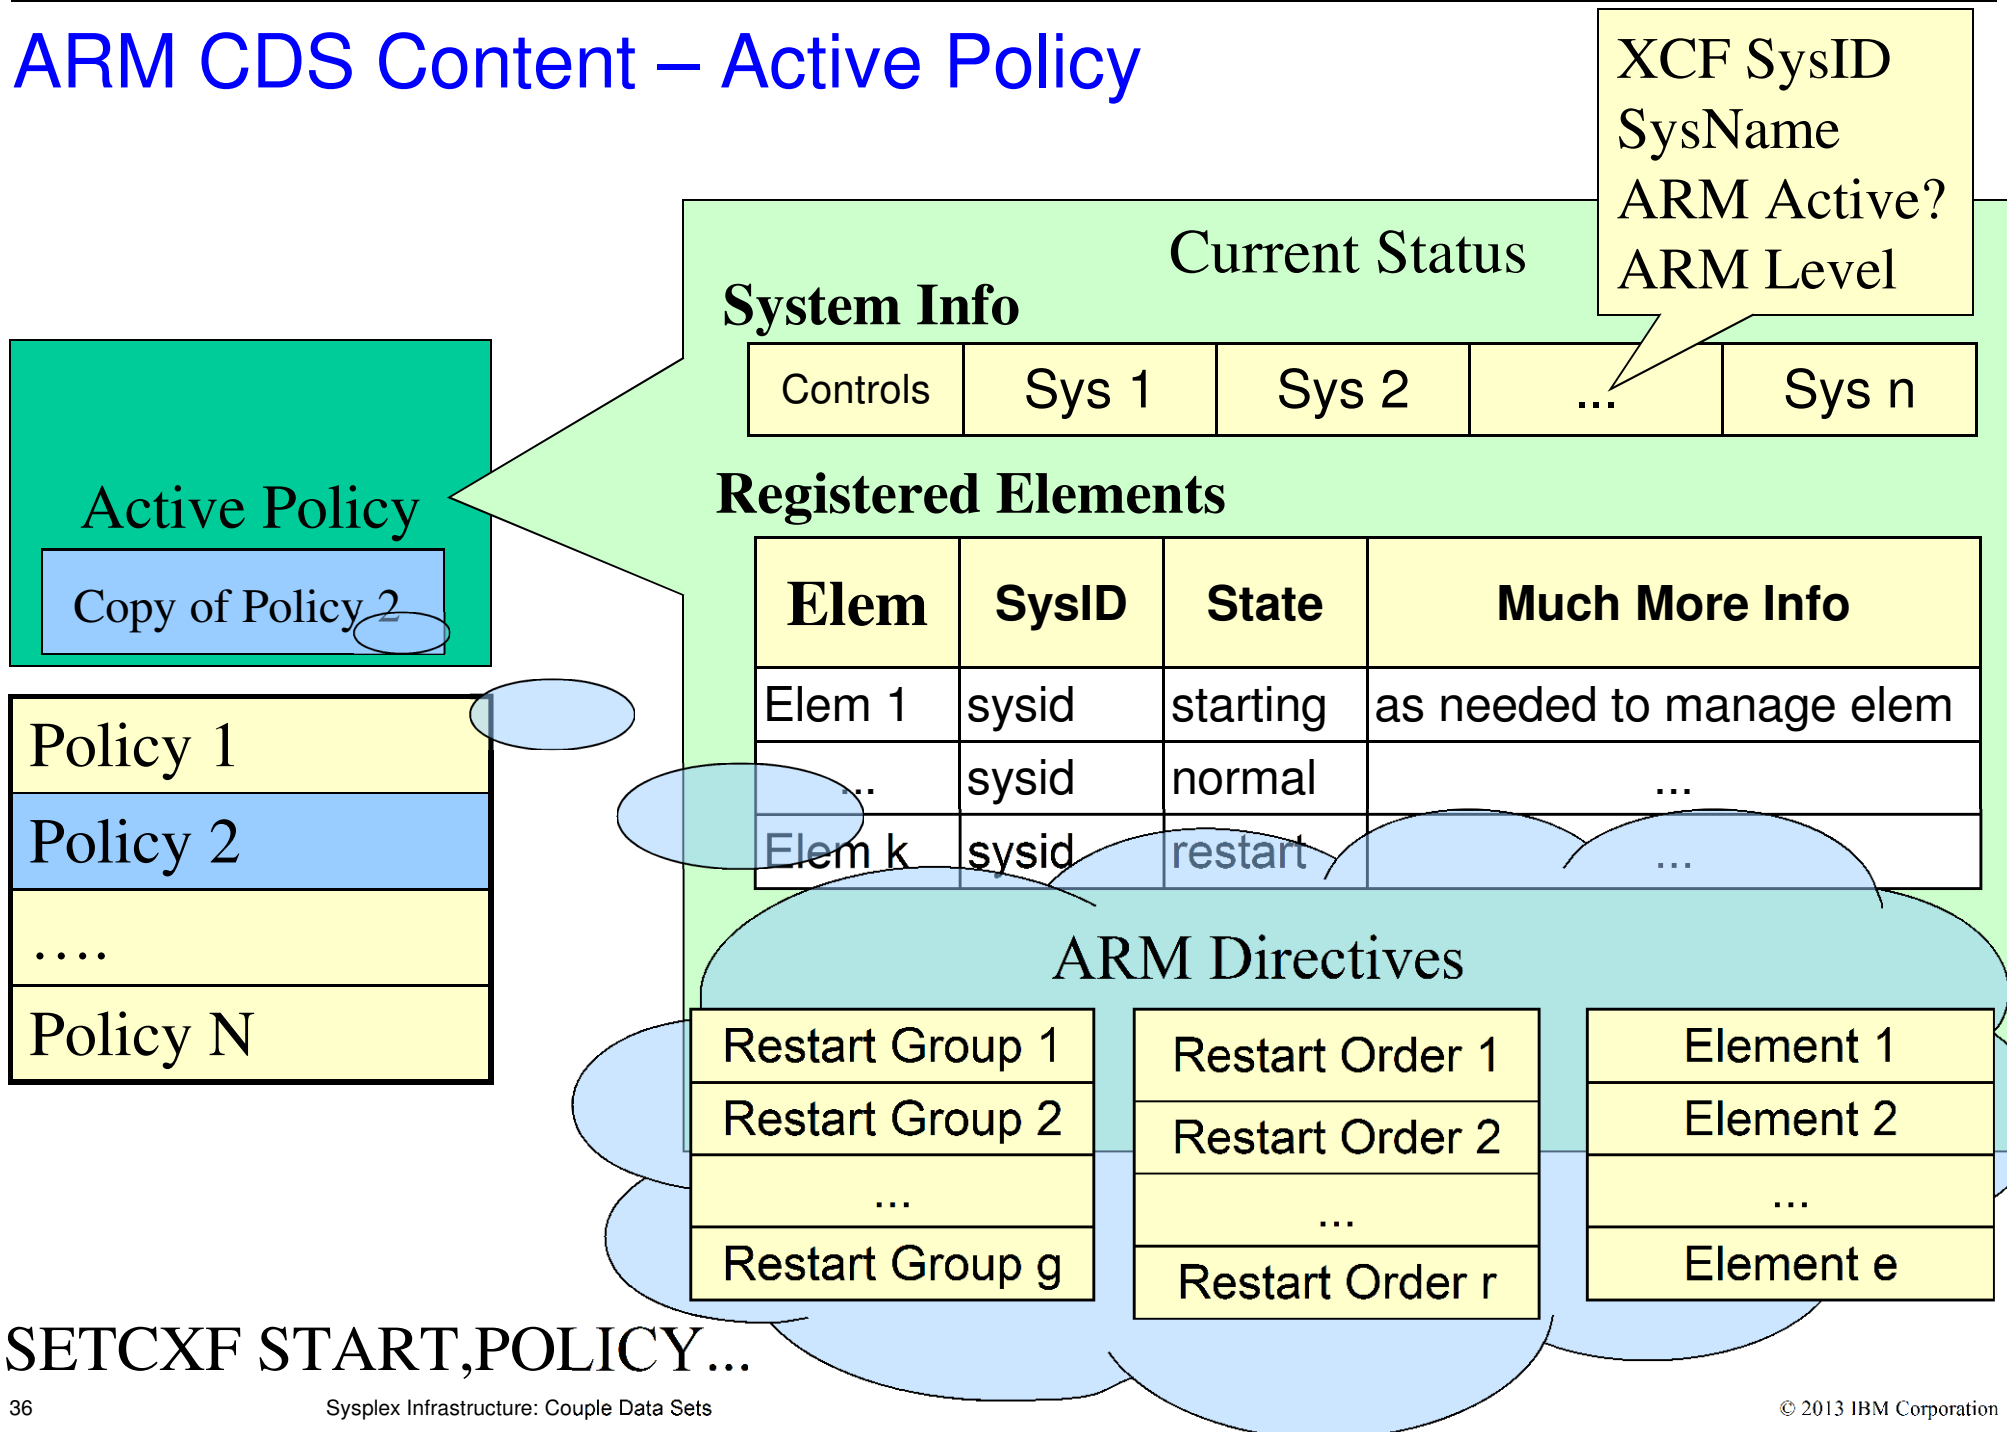 ARM CDS Content – Active Policy
XCF SysID
SysName
ARM Active?
ARM Level
Current Status
System Info
Controls Sys 1 Sys 2 ... Sys n
Active Policy
Copy of Policy 2
Registered Elements
Elem SysID State Much More Info
Elem 1 sysid starting as needed to manage elem
... sysid normal ...
Elem k sysid restart ...
Policy 1
Policy 2
....
Policy N
ARM Directives
Restart Group 1
Restart Group 2
...
Restart Group g
Restart Order 1
Restart Order 2
...
Restart Order r
Element 1
Element 2
...
Element e
SETCXF START,POLICY...
36 Sysplex Infrastructure: Couple Data Sets © 2013 IBM Corporation